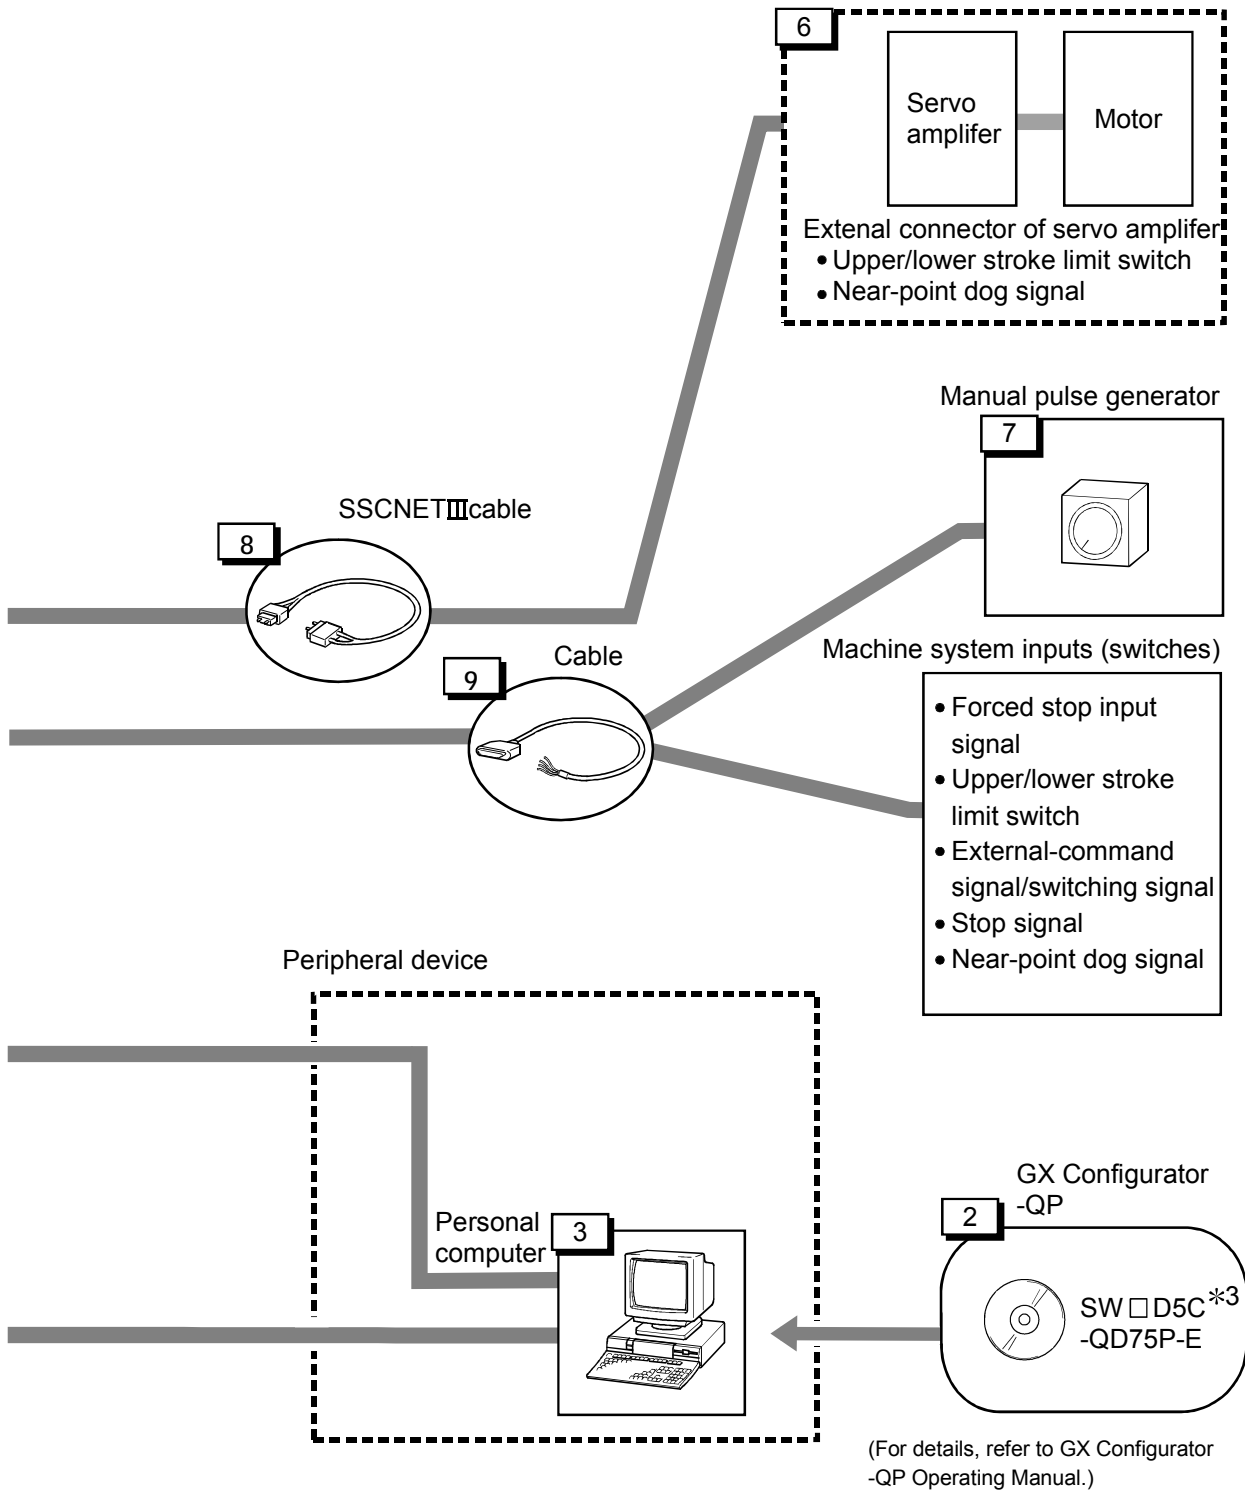 6
Servo
amplifer
Motor
Extenal connector of servo amplifer
• Upper/lower stroke limit switch
• Near-point dog signal
Manual pulse generator
7
SSCNETⅢcable
8
Cable
9
Machine system inputs (switches)
• Forced stop input
signal
• Upper/lower stroke
limit switch
• External-command
signal/switching signal
• Stop signal
• Near-point dog signal
Peripheral device
Personal
computer
3
GX Configurator
-QP
2
SW□D5C*3
-QD75P-E
(For details, refer to GX Configurator
-QP Operating Manual.)